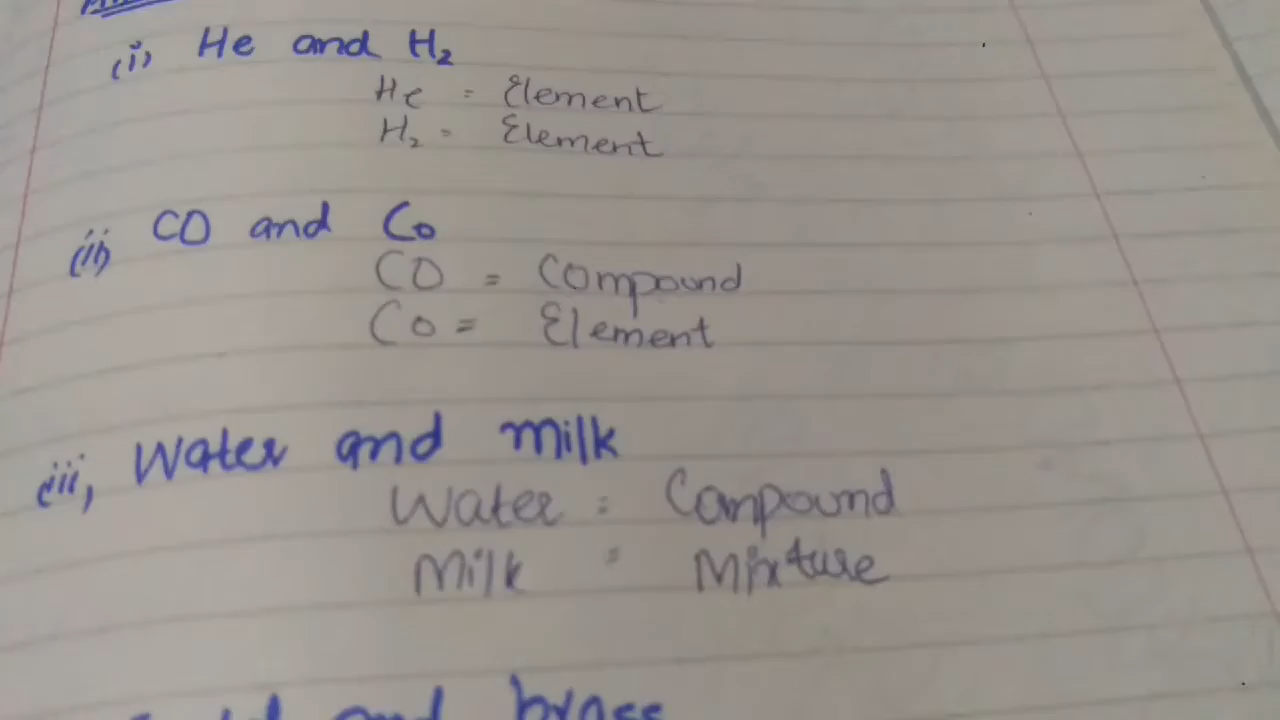 (i) He and H₂
He = Element
H₂ = Element
(ii) CO and Co
CO = Compound
Co = Element
(iii) Water and milk
Water = Compound
Milk = Mixture
and brass